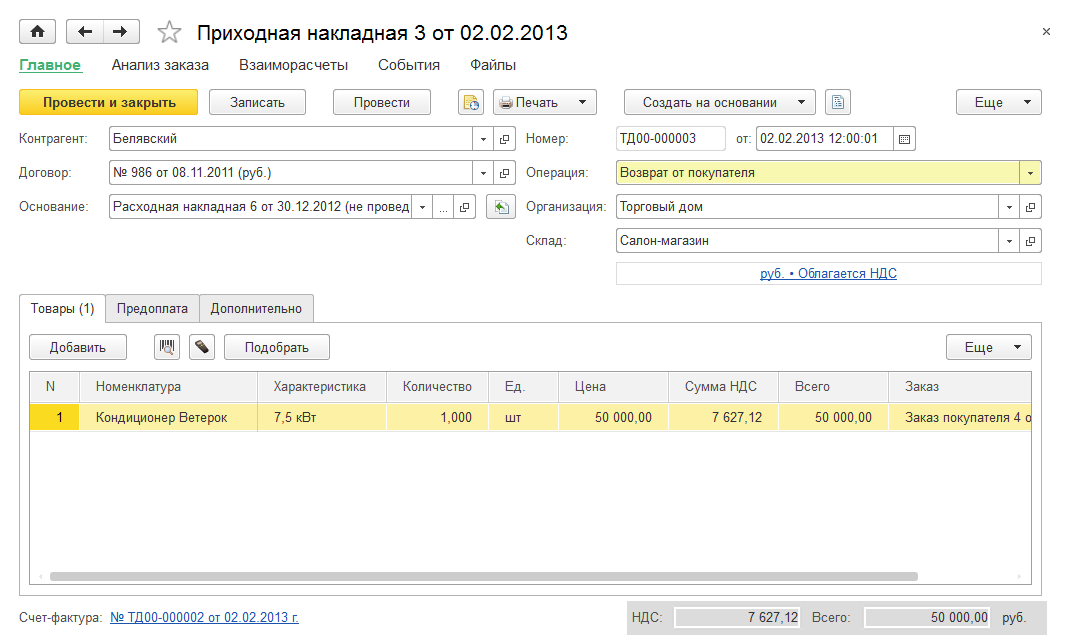 Приходная накладная 3 от 02.02.2013
Главное Анализ заказа Взаиморасчеты События Файлы
Провести и закрыть Записать Провести Печать Создать на основании Еще
Контрагент: Белявский Номер: ТД00-000003 от: 02.02.2013 12:00:01
Договор: № 986 от 08.11.2011 (руб.) Операция: Возврат от покупателя
Основание: Расходная накладная 6 от 30.12.2012 (не провед ... Организация: Торговый дом
Склад: Салон-магазин
руб. • Облагается НДС
Товары (1) Предоплата Дополнительно
Добавить Подобрать Еще
N Номенклатура Характеристика Количество Ед. Цена Сумма НДС Всего Заказ
1 Кондиционер Ветерок 7,5 кВт 1,000 шт 50 000,00 7 627,12 50 000,00 Заказ покупателя 4 о
Счет-фактура: № ТД00-000002 от 02.02.2013 г. НДС: 7 627,12 Всего: 50 000,00 руб.